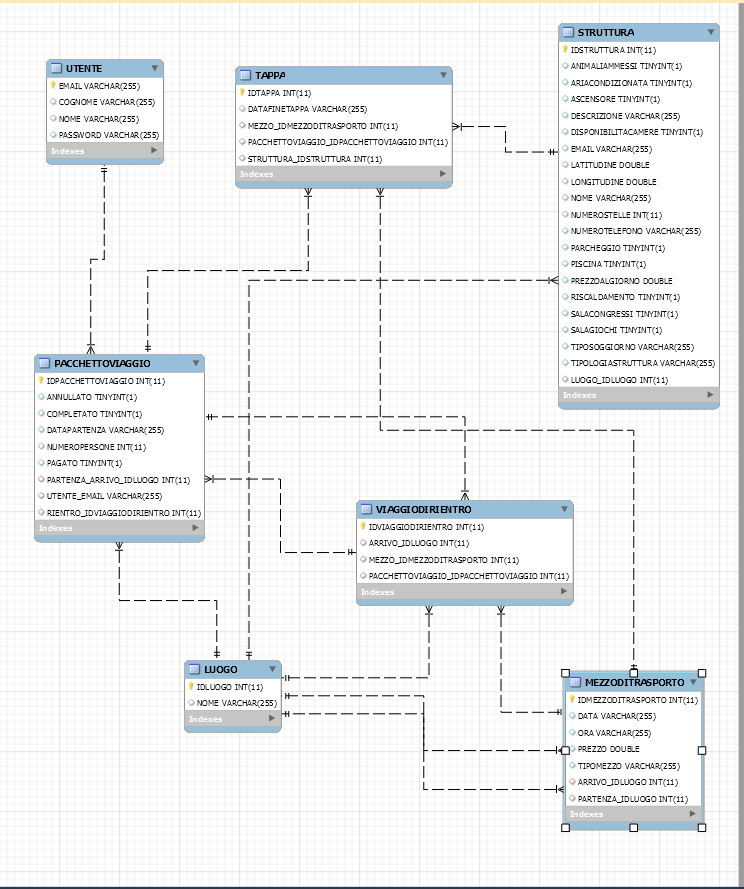 UTENTE
EMAIL VARCHAR(255)
COGNOME VARCHAR(255)
NOME VARCHAR(255)
PASSWORD VARCHAR(255)
Indexes
TAPPA
IDTAPPA INT(11)
DATAFINETAPPA VARCHAR(255)
MEZZO_IDMEZZODITRASPORTO INT(11)
PACCHETTOVIAGGIO_IDPACCHETTOVIAGGIO INT(11)
STRUTTURA_IDSTRUTTURA INT(11)
Indexes
STRUTTURA
IDSTRUTTURA INT(11)
ANIMALIAMMESSI TINYINT(1)
ARIACONDIZIONATA TINYINT(1)
ASCENSORE TINYINT(1)
DESCRIZIONE VARCHAR(255)
DISPONIBILITACAMERE TINYINT(1)
EMAIL VARCHAR(255)
LATITUDINE DOUBLE
LONGITUDINE DOUBLE
NOME VARCHAR(255)
NUMEROSTELLE INT(11)
NUMEROTELEFONO VARCHAR(255)
PARCHEGGIO TINYINT(1)
PISCINA TINYINT(1)
PREZZOALGIORNO DOUBLE
RISCALDAMENTO TINYINT(1)
SALACONGRESSI TINYINT(1)
SALAGIOCHI TINYINT(1)
TIPOSOGGIORNO VARCHAR(255)
TIPOLOGIASTRUTTURA VARCHAR(255)
LUOGO_IDLUOGO INT(11)
Indexes
PACCHETTOVIAGGIO
IDPACCHETTOVIAGGIO INT(11)
ANNULLATO TINYINT(1)
COMPLETATO TINYINT(1)
DATAPARTENZA VARCHAR(255)
NUMEROPERSONE INT(11)
PAGATO TINYINT(1)
PARTENZA_ARRIVO_IDLUOGO INT(11)
UTENTE_EMAIL VARCHAR(255)
RIENTRO_IDVIAGGIODIRIENTRO INT(11)
Indexes
VIAGGIODIRIENTRO
IDVIAGGIODIRIENTRO INT(11)
ARRIVO_IDLUOGO INT(11)
MEZZO_IDMEZZODITRASPORTO INT(11)
PACCHETTOVIAGGIO_IDPACCHETTOVIAGGIO INT(11)
Indexes
LUOGO
IDLUOGO INT(11)
NOME VARCHAR(255)
Indexes
MEZZODITRASPORTO
IDMEZZODITRASPORTO INT(11)
DATA VARCHAR(255)
ORA VARCHAR(255)
PREZZO DOUBLE
TIPOMEZZO VARCHAR(255)
ARRIVO_IDLUOGO INT(11)
PARTENZA_IDLUOGO INT(11)
Indexes